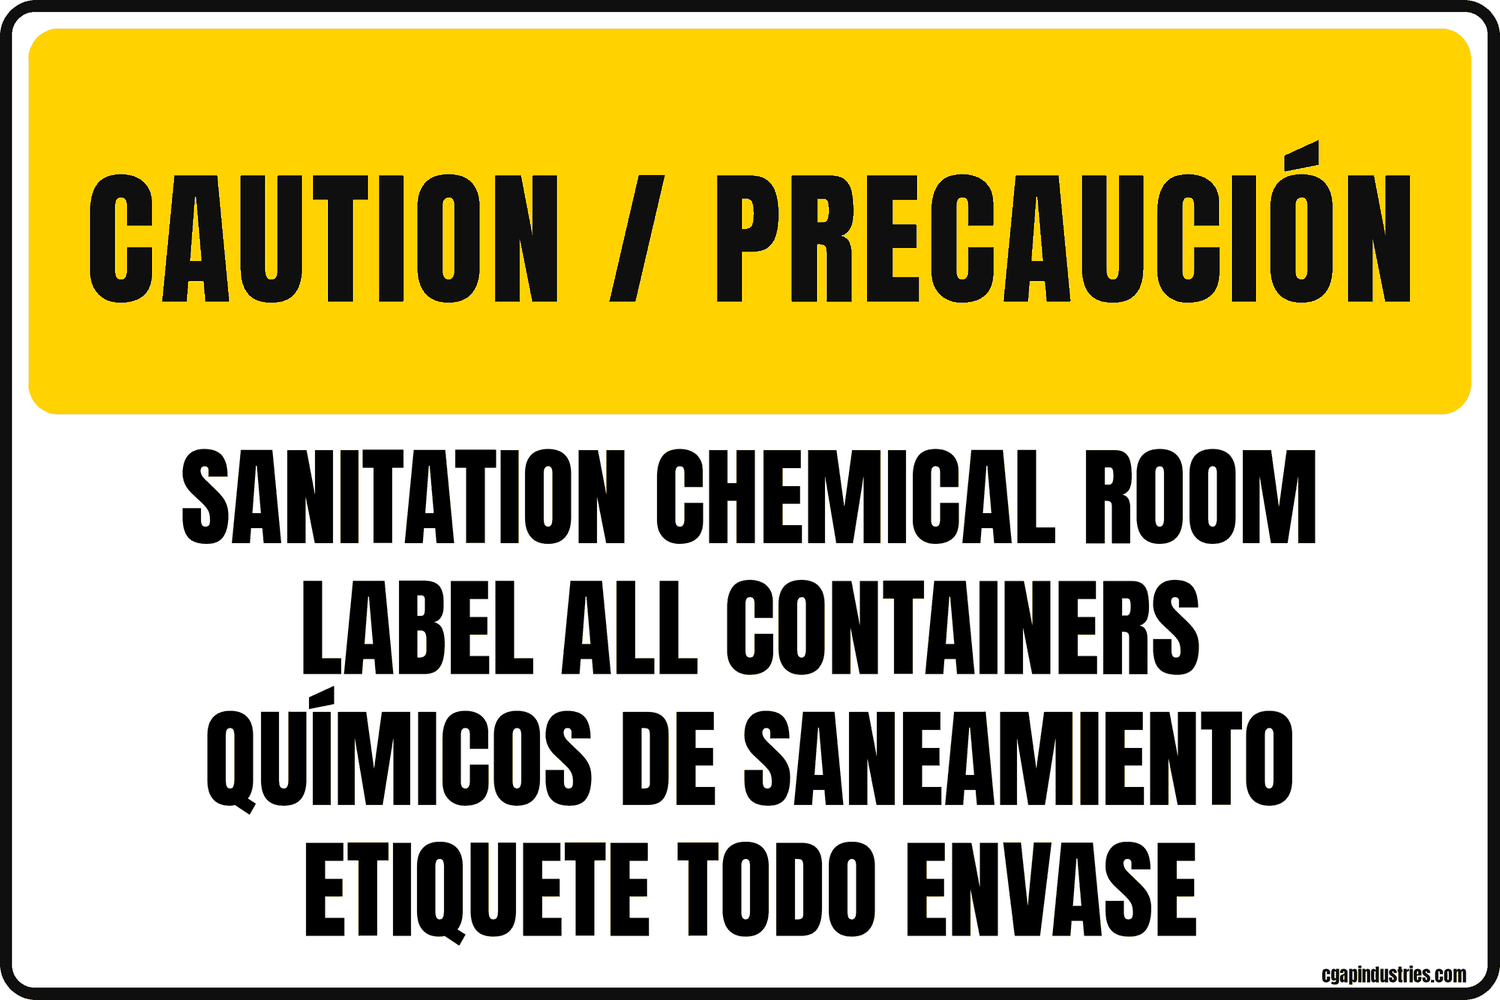 CAUTION / PRECAUCIÓN
SANITATION CHEMICAL ROOM
LABEL ALL CONTAINERS
QUÍMICOS DE SANEAMIENTO
ETIQUETE TODO ENVASE
cgapindustries.com